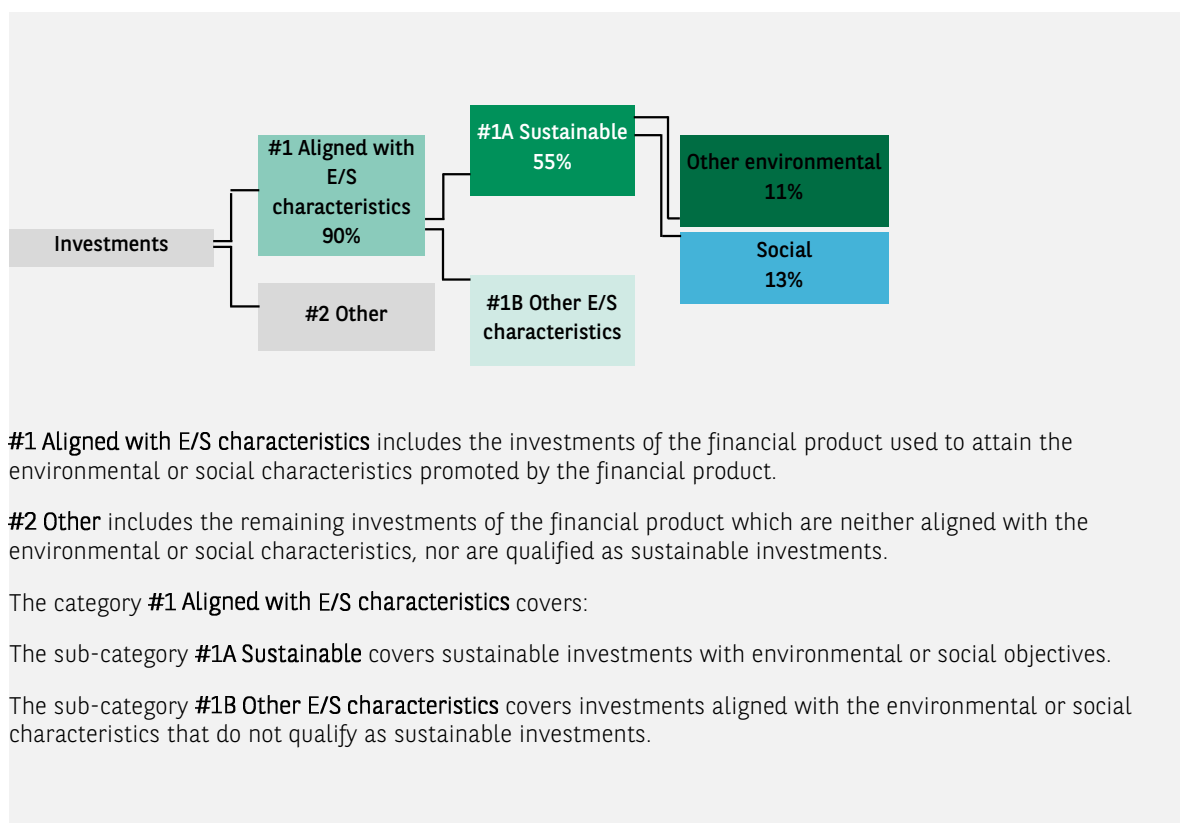 #1A Sustainable
55%
#1 Aligned with
E/S
characteristics
90%
Other environmental
11%
Investments
Social
13%
#2 Other
#1B Other E/S
characteristics
#1 Aligned with E/S characteristics includes the investments of the financial product used to attain the
environmental or social characteristics promoted by the financial product.
#2 Other includes the remaining investments of the financial product which are neither aligned with the
environmental or social characteristics, nor are qualified as sustainable investments.
The category #1 Aligned with E/S characteristics covers:
The sub-category #1A Sustainable covers sustainable investments with environmental or social objectives.
The sub-category #1B Other E/S characteristics covers investments aligned with the environmental or social
characteristics that do not qualify as sustainable investments.